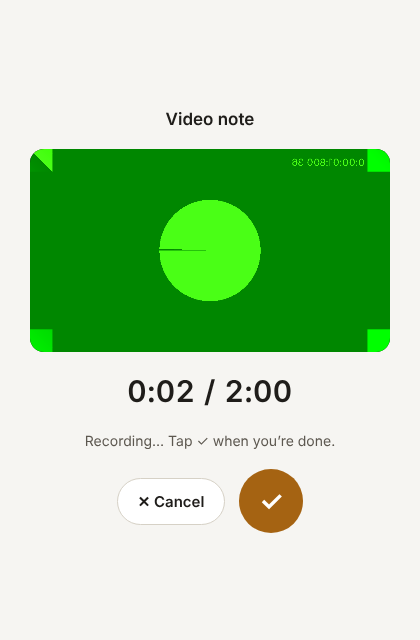 Video note
0:02 / 2:00
Recording... Tap ✓ when you're done.
✕ Cancel